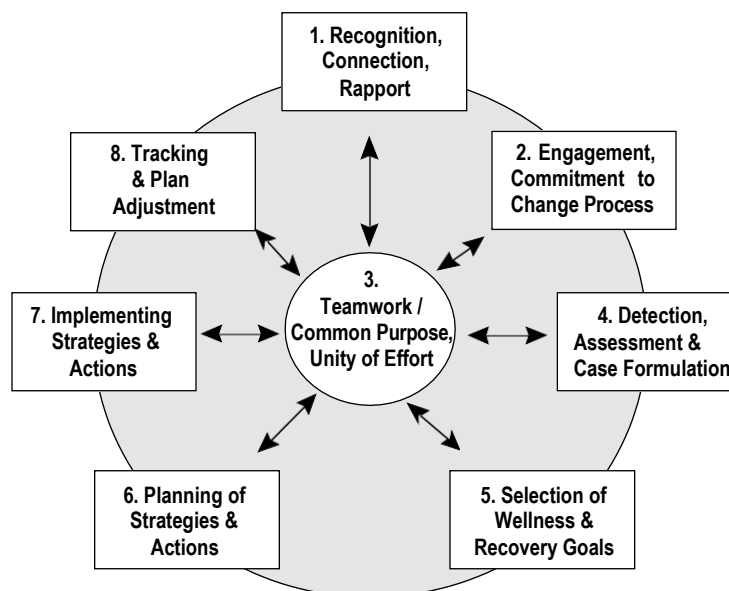 1. Recognition,
Connection,
Rapport
8. Tracking
& Plan
Adjustment
2. Engagement,
Commitment to
Change Process
3.
Teamwork /
Common Purpose,
Unity of Effort
7. Implementing
Strategies &
Actions
4. Detection,
Assessment &
Case Formulation
6. Planning of
Strategies &
Actions
5. Selection of
Wellness &
Recovery Goals